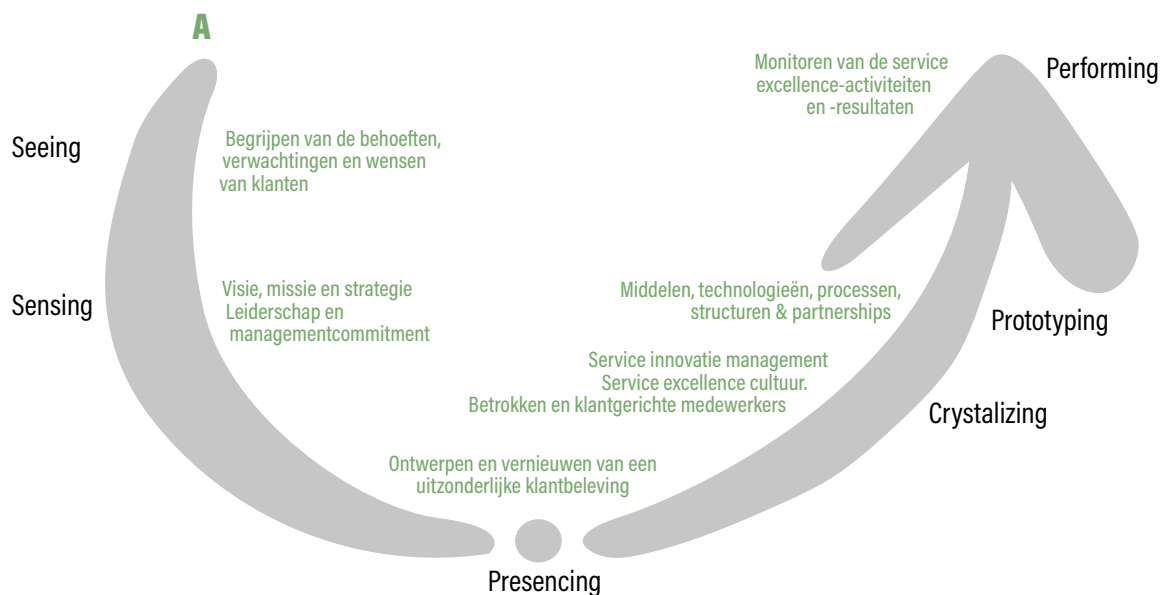 A
Seeing
Begrijpen van de behoeften,
verwachtingen en wensen
van klanten
Sensing
Visie, missie en strategie
Leiderschap en
managementcommitment
Ontwerpen en vernieuwen van een
uitzonderlijke klantbeleving
Presencing
Service innovatie management
Service excellence cultuur.
Betrokken en klantgerichte medewerkers
Crystalizing
Middelen, technologieën, processen,
structuren & partnerships
Prototyping
Monitoren van de service
excellence-activiteiten
en -resultaten
Performing